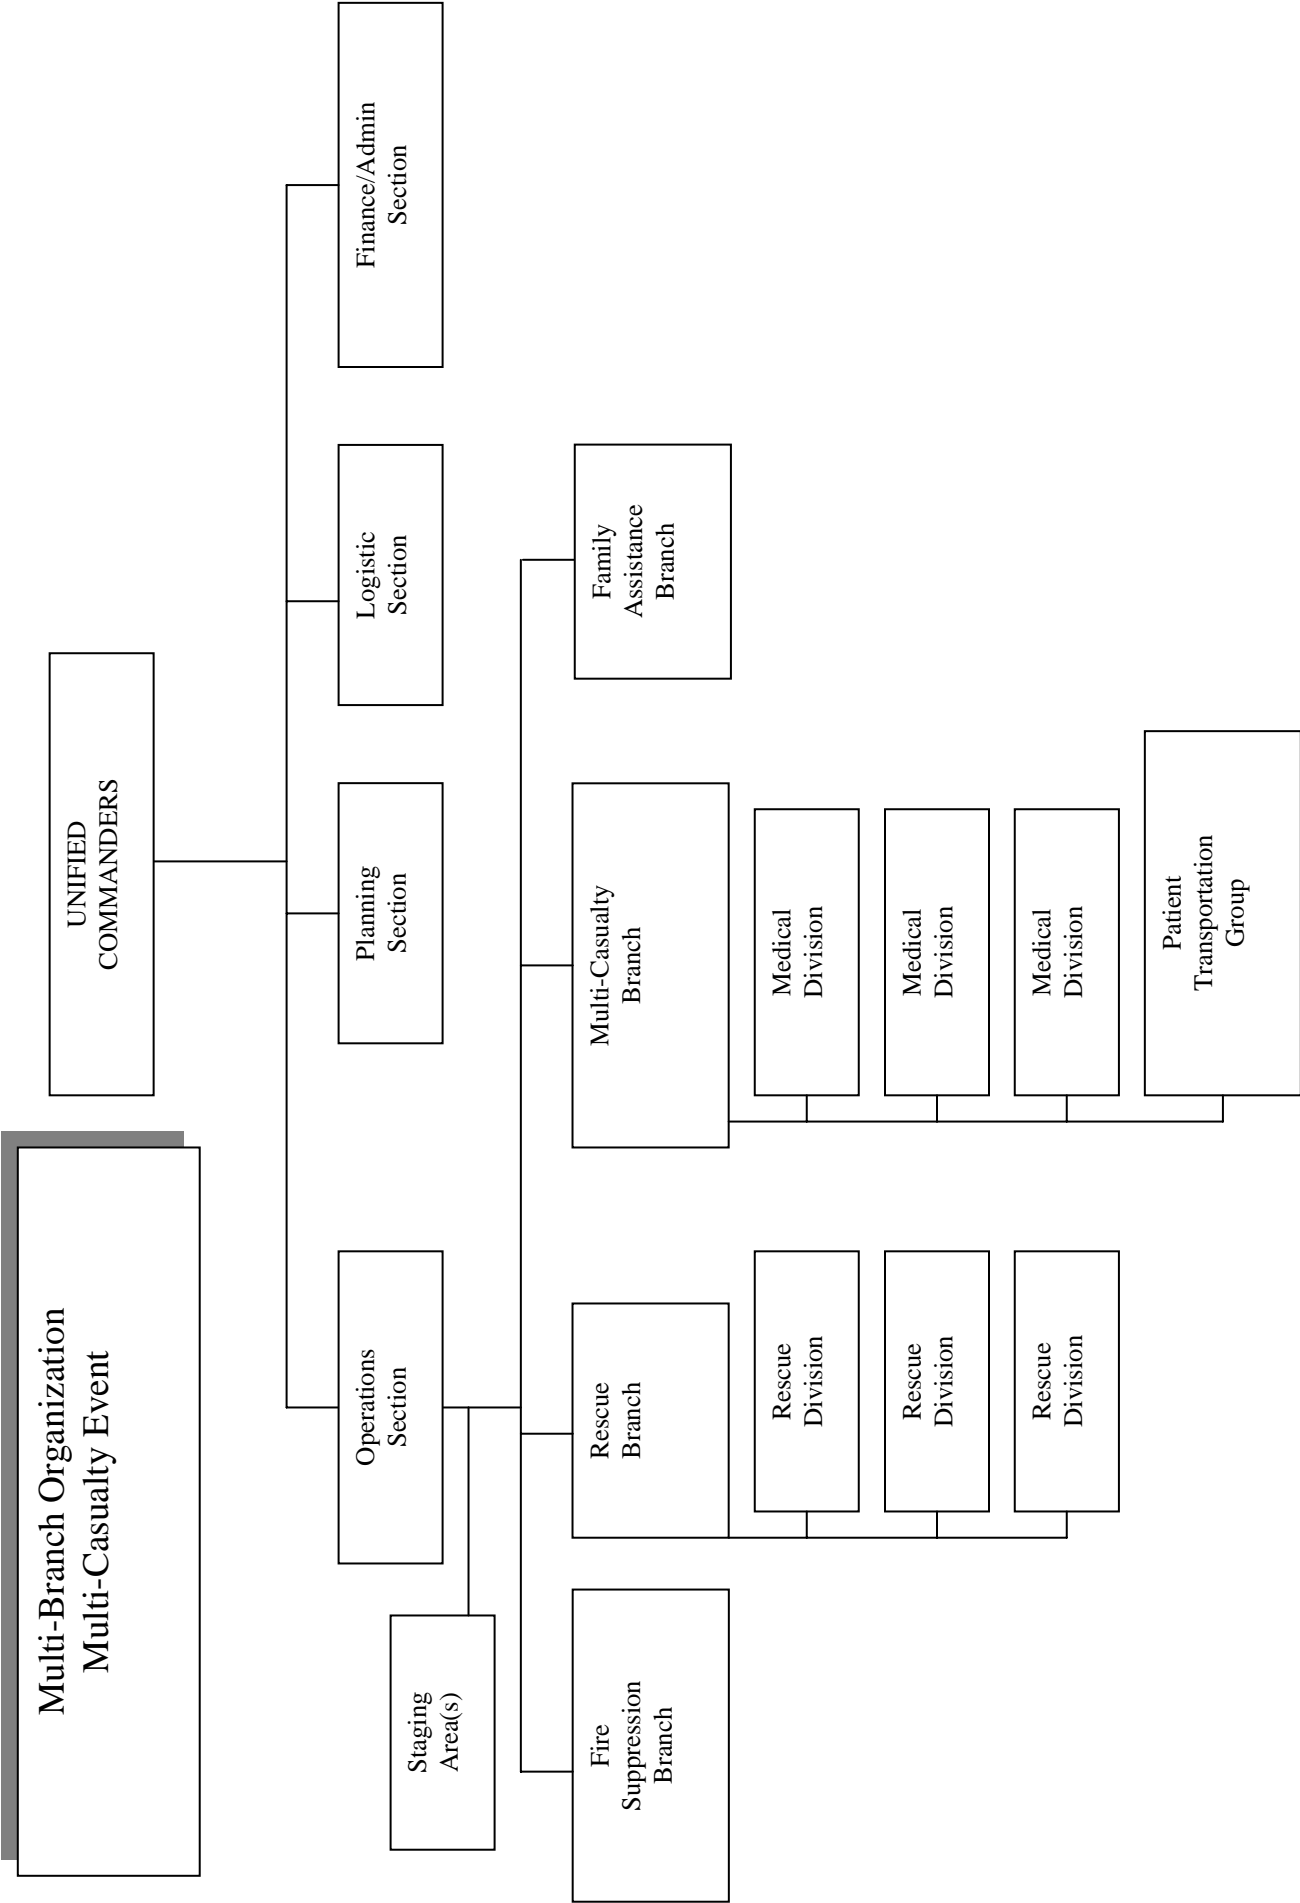 Multi-Branch Organization
Multi-Casualty Event
UNIFIED
COMMANDERS
Operations
Section
Planning
Section
Logistic
Section
Finance/Admin
Section
Staging
Area(s)
Fire
Suppression
Branch
Rescue
Branch
Multi-Casualty
Branch
Family
Assistance
Branch
Rescue
Division
Rescue
Division
Rescue
Division
Medical
Division
Medical
Division
Medical
Division
Patient
Transportation
Group